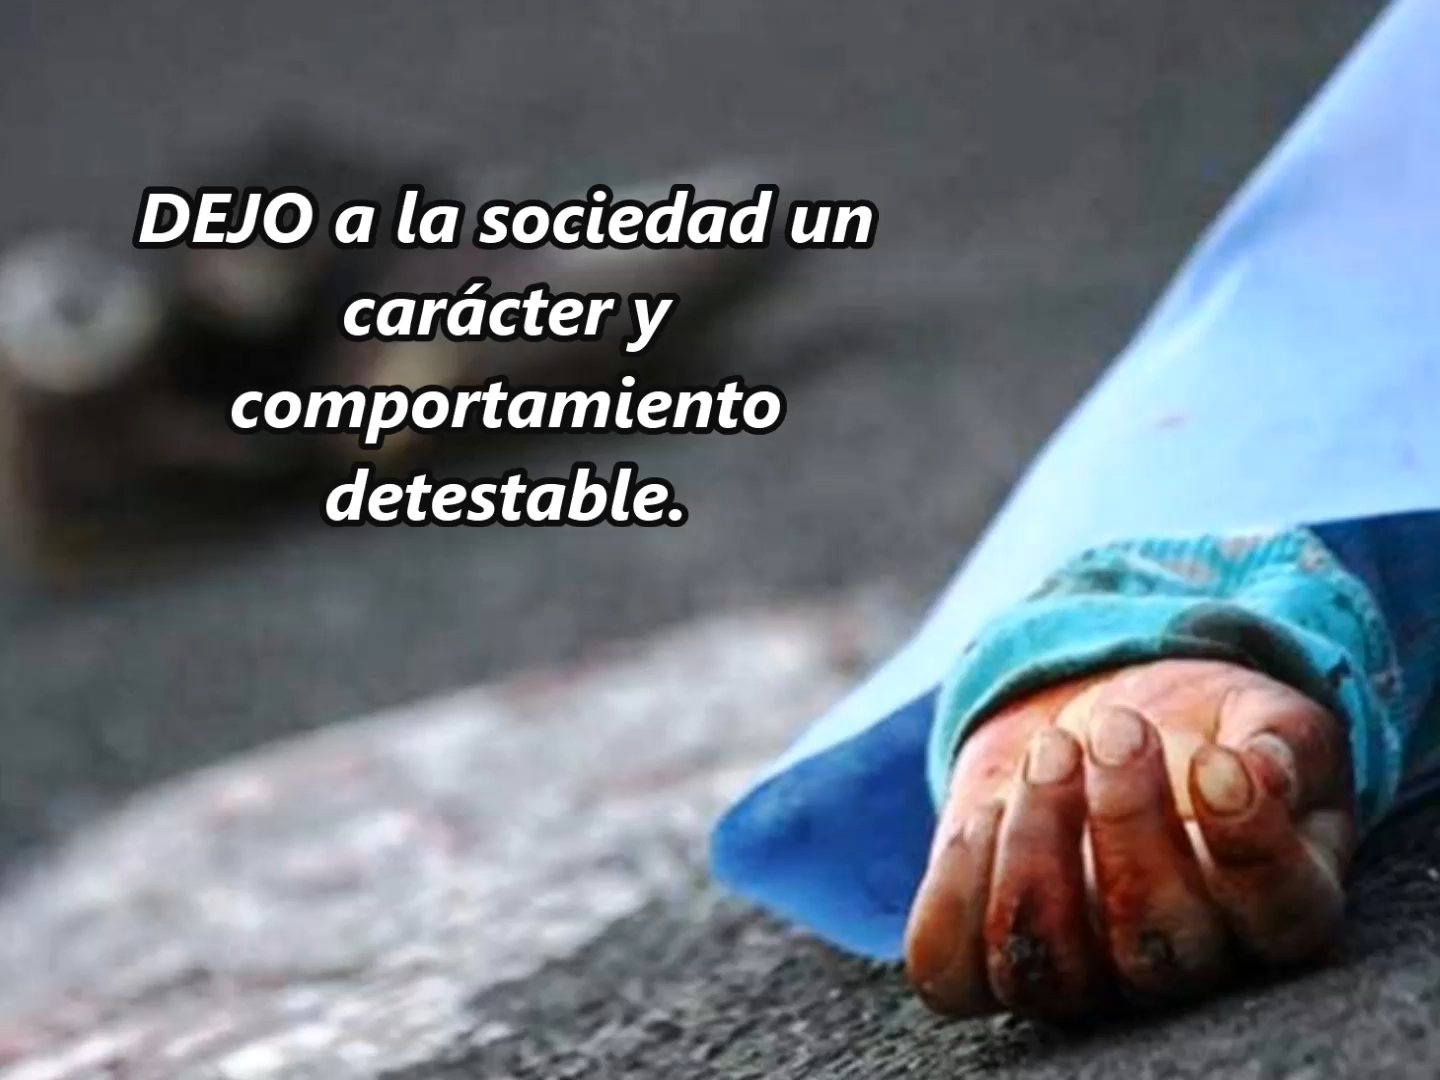 DEJO a la sociedad un
carácter y
comportamiento
detestable.